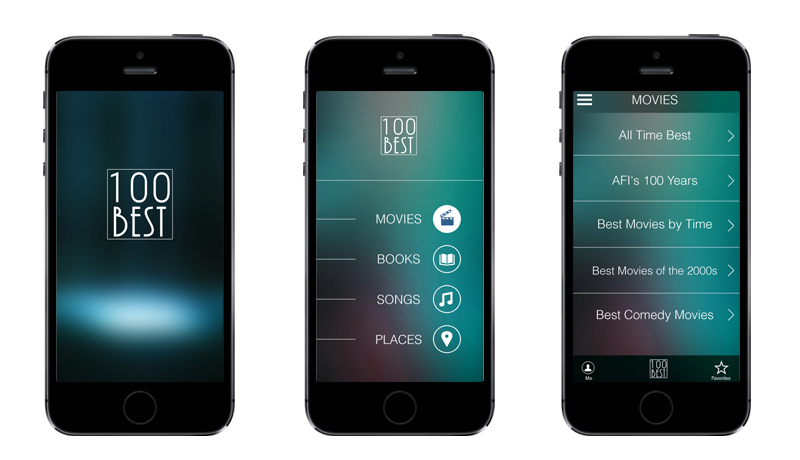 100
BEST
100
BEST
MOVIES
BOOKS
SONGS
PLACES
MOVIES
All Time Best
AFI's 100 Years
Best Movies by Time
Best Movies of the 2000s
Best Comedy Movies
Me
100
BEST
Favorites